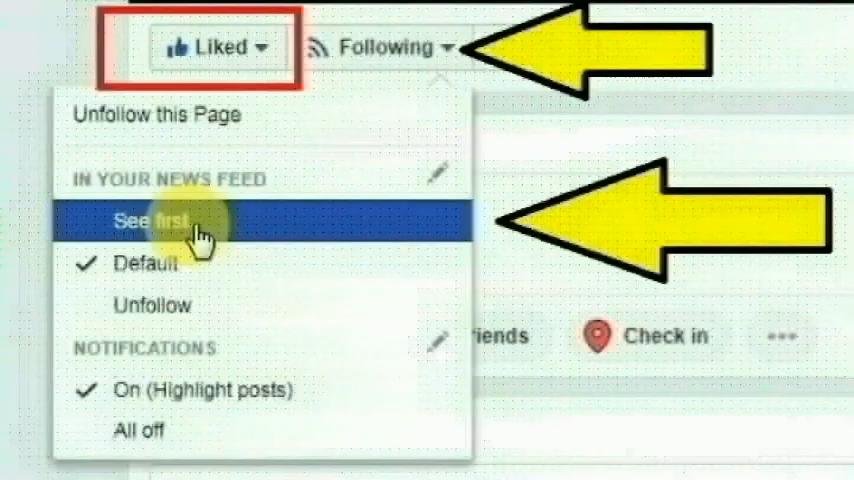 Liked Following
Unfollow this Page
IN YOUR NEWS FEED
See first
Default
Unfollow
NOTIFICATIONS
On (Highlight posts)
All off
riends Check in